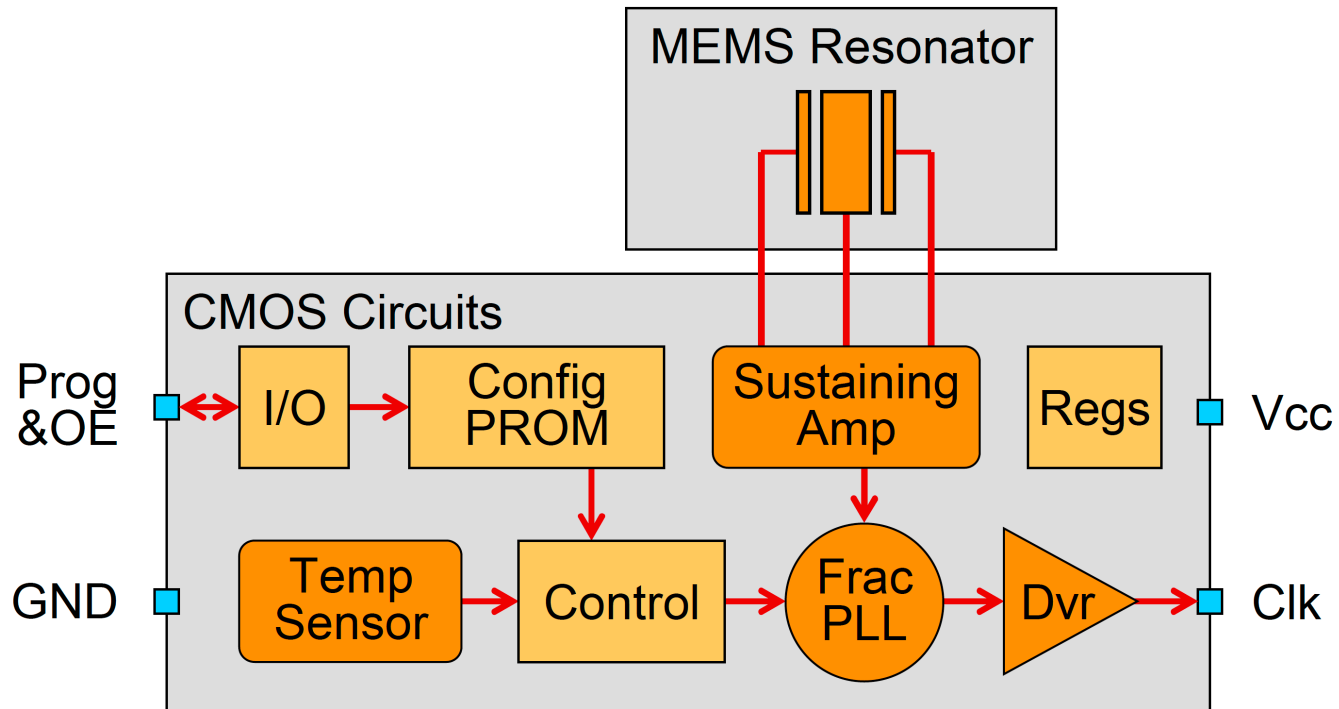 MEMS Resonator
CMOS Circuits
Prog
&OE
I/O
Config
PROM
Sustaining
Amp
Regs
Vcc
GND
Temp
Sensor
Control
Frac
PLL
Dvr
Clk